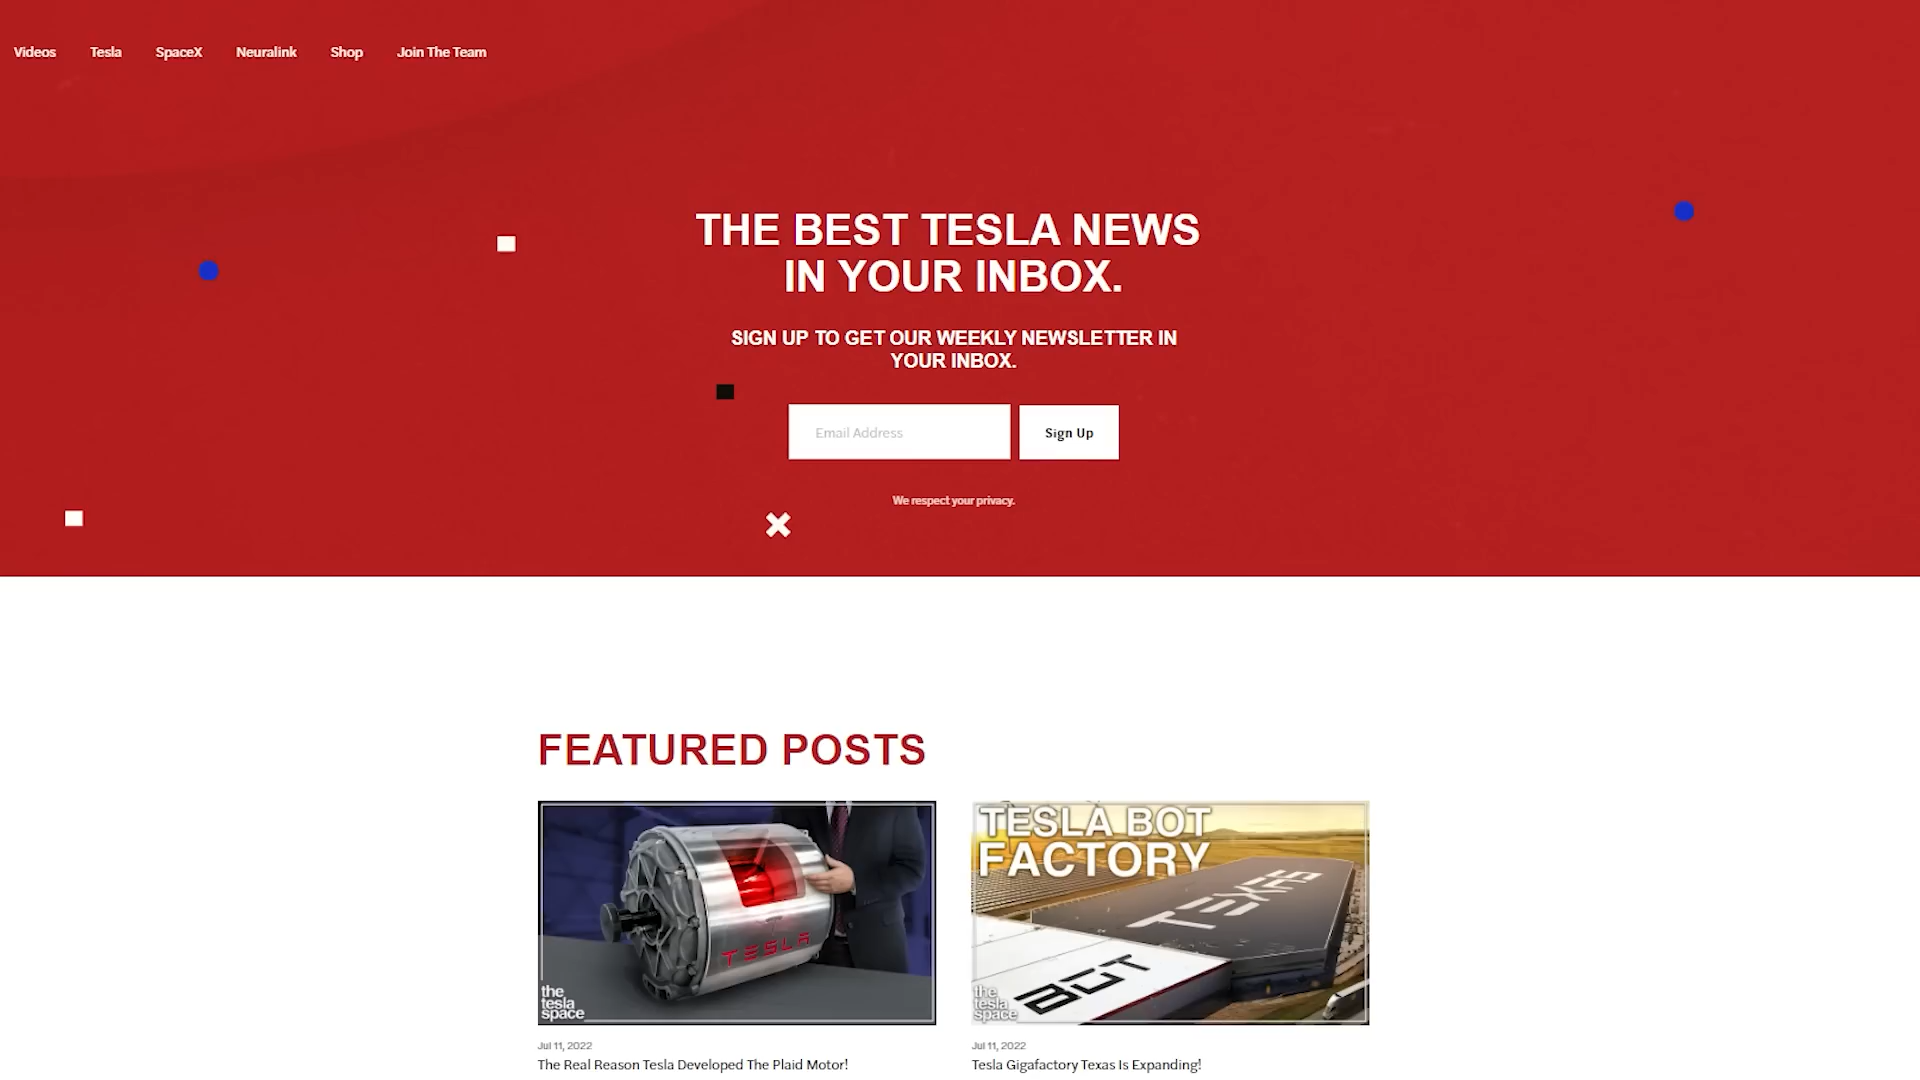 Videos Tesla SpaceX Neuralink Shop Join The Team
THE BEST TESLA NEWS
IN YOUR INBOX.
SIGN UP TO GET OUR WEEKLY NEWSLETTER IN
YOUR INBOX.
Email Address Sign Up
We respect your privacy.
FEATURED POSTS
TESLA
the
tesla
space
Jul 11, 2022
The Real Reason Tesla Developed The Plaid Motor!
TESLA BOT
FACTORY
TEXAS
BOT
the
tesla
space
Jul 11, 2022
Tesla Gigafactory Texas Is Expanding!